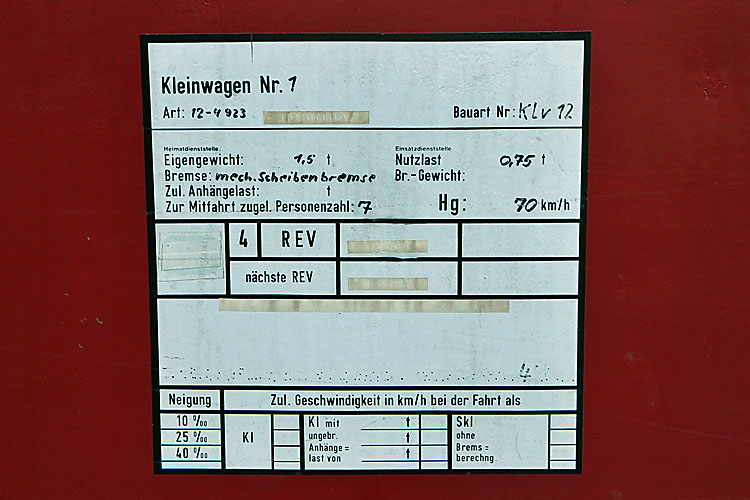 Kleinwagen Nr. 1
Art: 12-4923 Bauart Nr: Klv 12
Heimatdienststelle: Einsatzdienststelle
Eigengewicht: 1,5 t Nutzlast 0,75 t
Bremse: mech. Scheibenbremse Br.-Gewicht:
Zul. Anhängelast: t
Zur Mitfahrt zugel. Personenzahl: 7 Hg: 70 km/h
4 REV
nächste REV
4
Neigung Zul. Geschwindigkeit in km/h bei der Fahrt als
10 ‰ Kl mit t Skl
25 ‰ Kl ungebr. t ohne
Anhänge= t Brems=
40 ‰ last von t berechng.